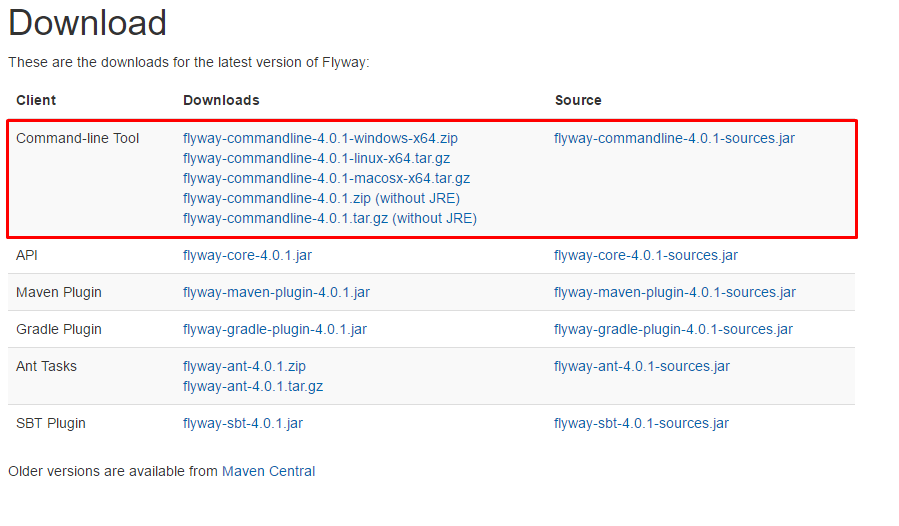 Download
These are the downloads for the latest version of Flyway:
Client Downloads Source
Command-line Tool flyway-commandline-4.0.1-windows-x64.zip flyway-commandline-4.0.1-sources.jar
flyway-commandline-4.0.1-linux-x64.tar.gz
flyway-commandline-4.0.1-macosx-x64.tar.gz
flyway-commandline-4.0.1.zip (without JRE)
flyway-commandline-4.0.1.tar.gz (without JRE)
API flyway-core-4.0.1.jar flyway-core-4.0.1-sources.jar
Maven Plugin flyway-maven-plugin-4.0.1.jar flyway-maven-plugin-4.0.1-sources.jar
Gradle Plugin flyway-gradle-plugin-4.0.1.jar flyway-gradle-plugin-4.0.1-sources.jar
Ant Tasks flyway-ant-4.0.1.zip flyway-ant-4.0.1-sources.jar
flyway-ant-4.0.1.tar.gz
SBT Plugin flyway-sbt-4.0.1.jar flyway-sbt-4.0.1-sources.jar
Older versions are available from Maven Central